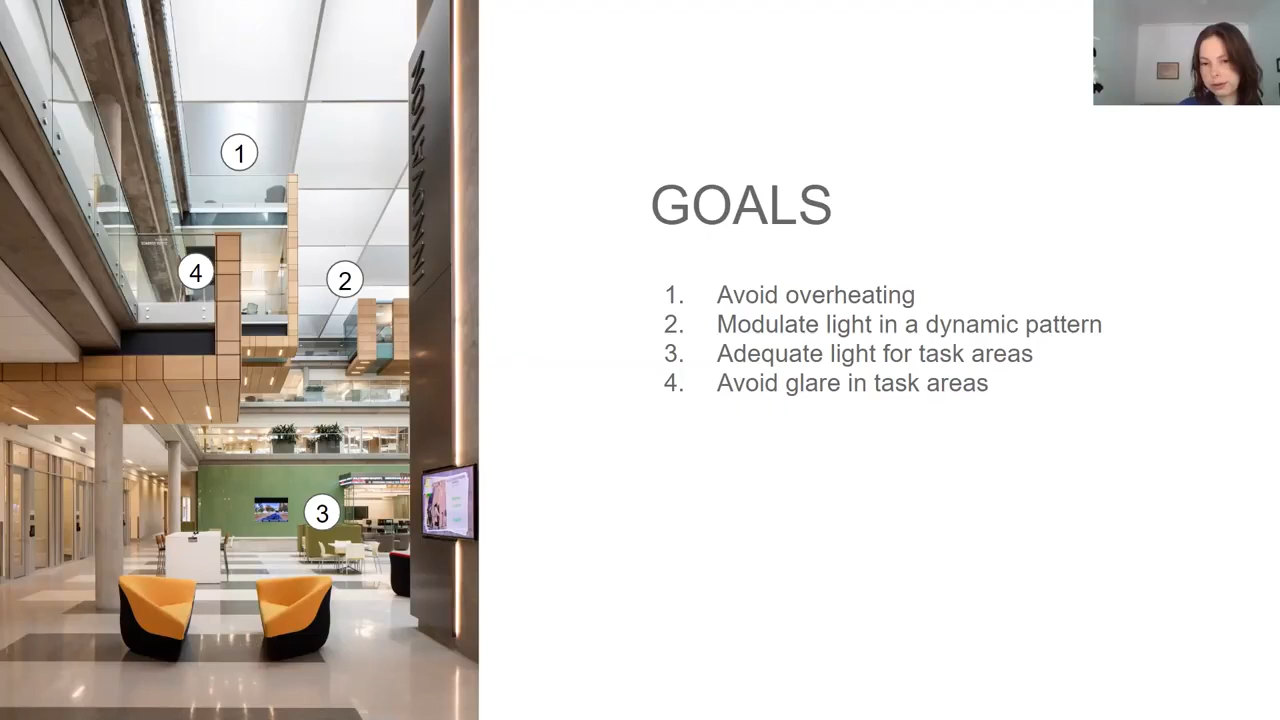 1
4
2
3
GOALS
1. Avoid overheating
2. Modulate light in a dynamic pattern
3. Adequate light for task areas
4. Avoid glare in task areas